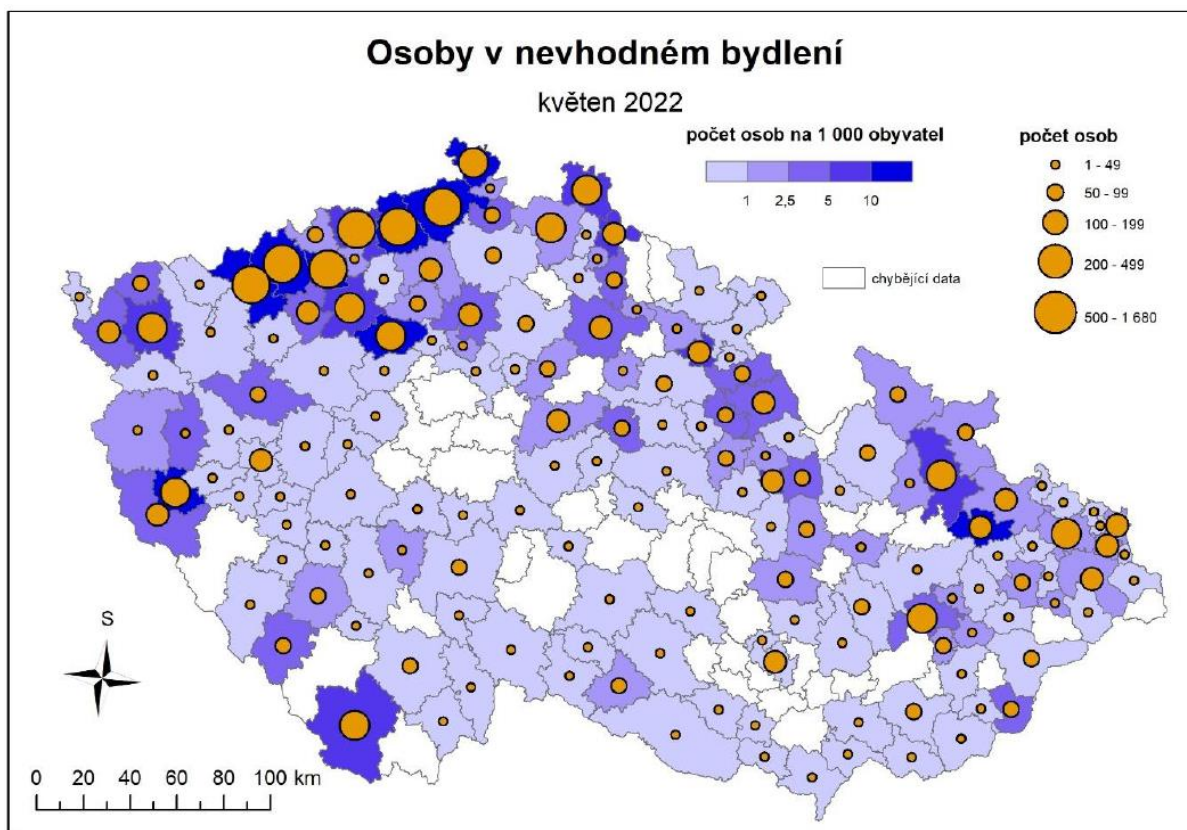 Osoby v nevhodném bydlení
květen 2022
počet osob na 1 000 obyvatel
1 2,5 5 10
chybějící data
počet osob
1 - 49
50 - 99
100 - 199
200 - 499
500 - 1 680
S
0 20 40 60 80 100 km